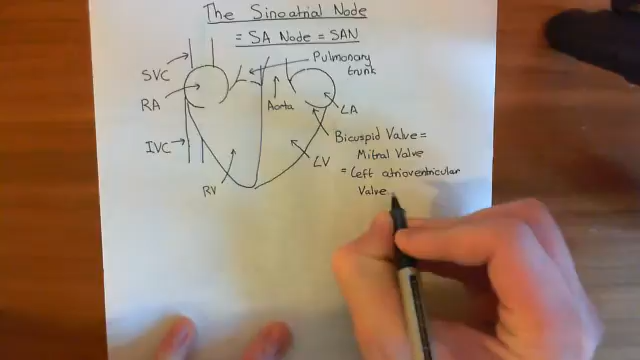 The Sinoatrial Node
= SA Node = SAN
Pulmonary
trunk
SVC
RA
Aorta
LA
Bicuspid Valve =
Mitral Valve
IVC
LV
= Left atrioventricular
Valve
RV